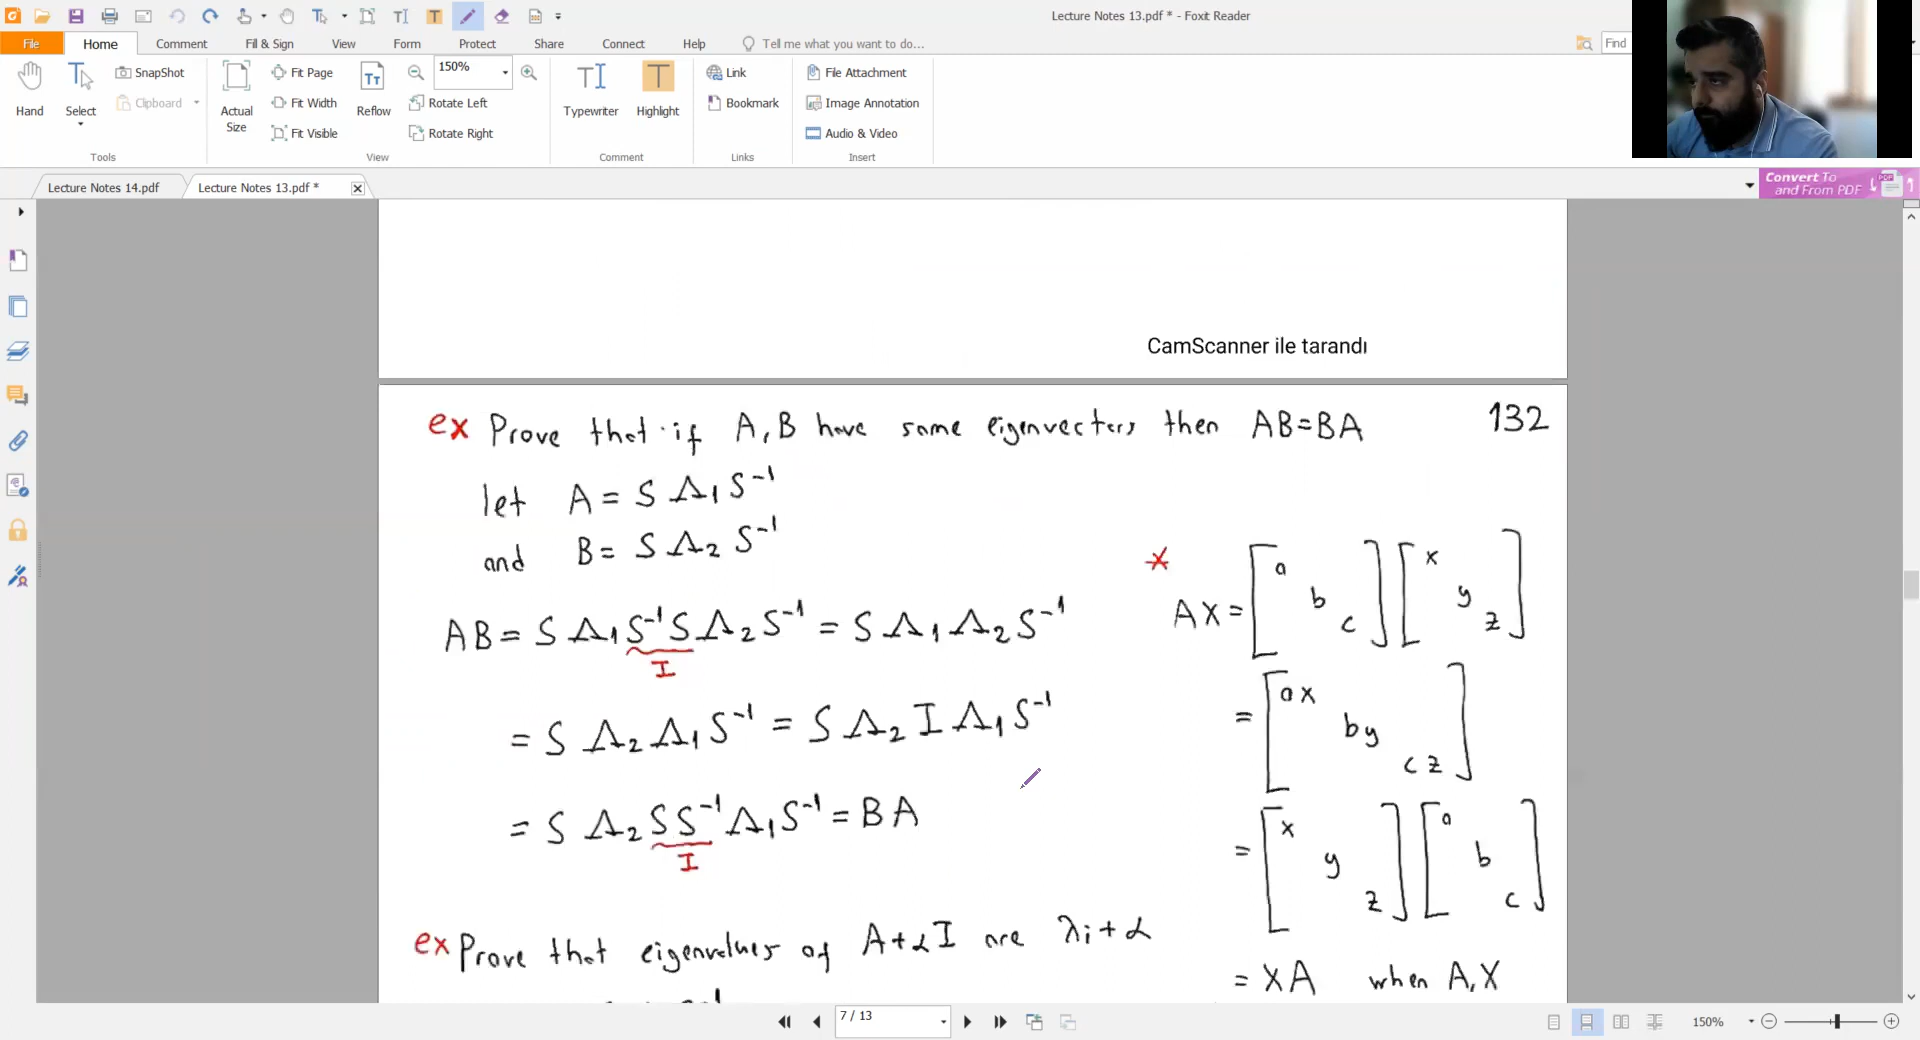 Lecture Notes 13.pdf * - Foxit Reader
File Home Comment Fill & Sign View Form Protect Share Connect Help Tell me what you want to do... Find
Hand
Select
SnapShot
Clipboard
Actual Size
Fit Page
Fit Width
Fit Visible
Reflow
150%
Rotate Left
Rotate Right
Typewriter
Highlight
Link
Bookmark
File Attachment
Image Annotation
Audio & Video
Tools View Comment Links Insert
Lecture Notes 14.pdf Lecture Notes 13.pdf *
Convert To
and From PDF
CamScanner ile tarandı
ex Prove that if A,B have same eigenvectors then AB=BA 132
let A = S Λ₁ S⁻¹
and B = S Λ₂ S⁻¹
AB = S Λ₁ S⁻¹ S Λ₂ S⁻¹ = S Λ₁ Λ₂ S⁻¹
I
= S Λ₂ Λ₁ S⁻¹ = S Λ₂ I Λ₁ S⁻¹
= S Λ₂ S S⁻¹ Λ₁ S⁻¹ = BA
I
* AX = [a b c] [x y z]
= [ax by cz]
= [x y z] [a b c]
= XA when A,X
ex Prove that eigenvalues of A+αI are λi+α
7 / 13
150%